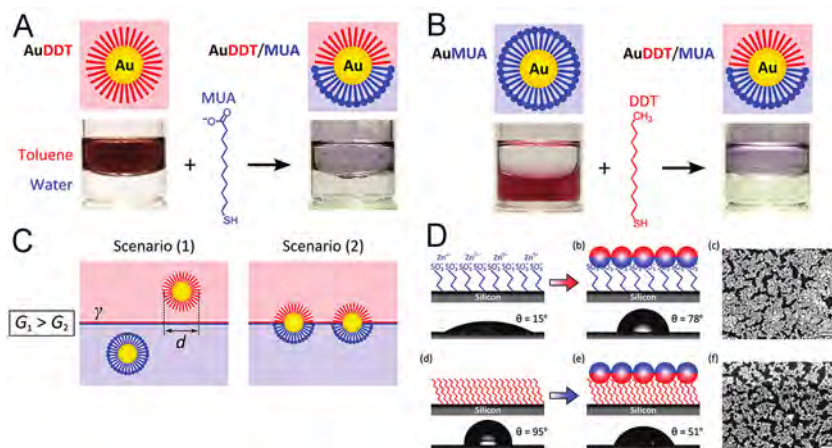 A
AuDDT
AuDDT/MUA
Au
Au
MUA
⁻O
O
SH
Toluene
Water
+
B
AuMUA
AuDDT/MUA
Au
Au
DDT
CH₃
SH
+
C
Scenario (1)
Scenario (2)
G₁ > G₂
γ
d
D
(b)
(c)
Silicon
Silicon
θ = 15°
θ = 78°
(d)
(e)
(f)
Silicon
Silicon
θ = 95°
θ = 51°